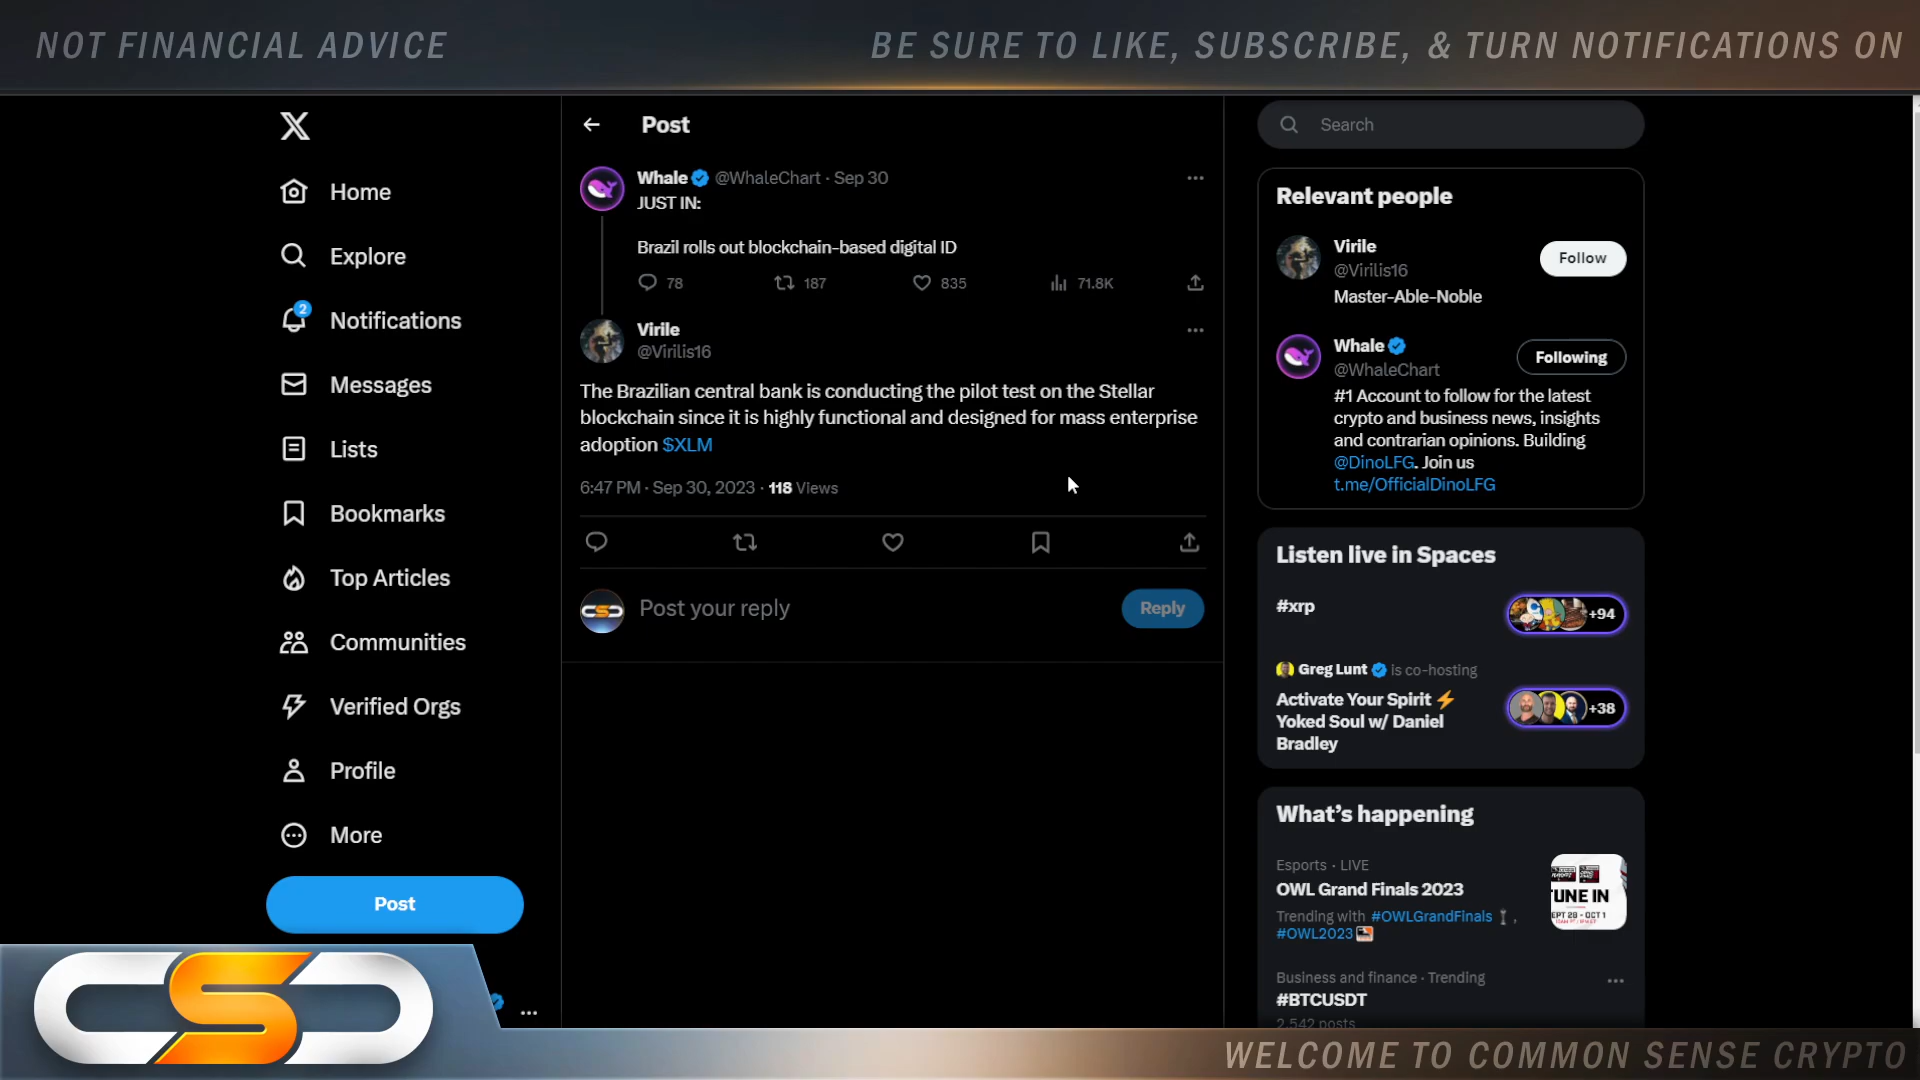 NOT FINANCIAL ADVICE
BE SURE TO LIKE, SUBSCRIBE, & TURN NOTIFICATIONS ON
Home
Explore
2
Notifications
Messages
Lists
Bookmarks
Top Articles
Communities
Verified Orgs
Profile
More
Post
Post
Whale @WhaleChart · Sep 30
JUST IN:
Brazil rolls out blockchain-based digital ID
78 187 835 71.8K
Virile
@Virilis16
The Brazilian central bank is conducting the pilot test on the Stellar
blockchain since it is highly functional and designed for mass enterprise
adoption $XLM
6:47 PM · Sep 30, 2023 · 118 Views
Post your reply
Reply
Search
Relevant people
Virile
@Virilis16
Follow
Master-Able-Noble
Whale
@WhaleChart
Following
#1 Account to follow for the latest
crypto and business news, insights
and contrarian opinions. Building
@DinoLFG. Join us
t.me/OfficialDinoLFG
Listen live in Spaces
#xrp
+94
Greg Lunt is co-hosting
Activate Your Spirit ⚡
Yoked Soul w/ Daniel
Bradley
+38
What's happening
Esports · LIVE
OWL Grand Finals 2023
Trending with #OWLGrandFinals ,
#OWL2023
TUNE IN
SEPT 28 - OCT 1
Business and finance · Trending
#BTCUSDT
2,542 posts
CSC
WELCOME TO COMMON SENSE CRYPTO